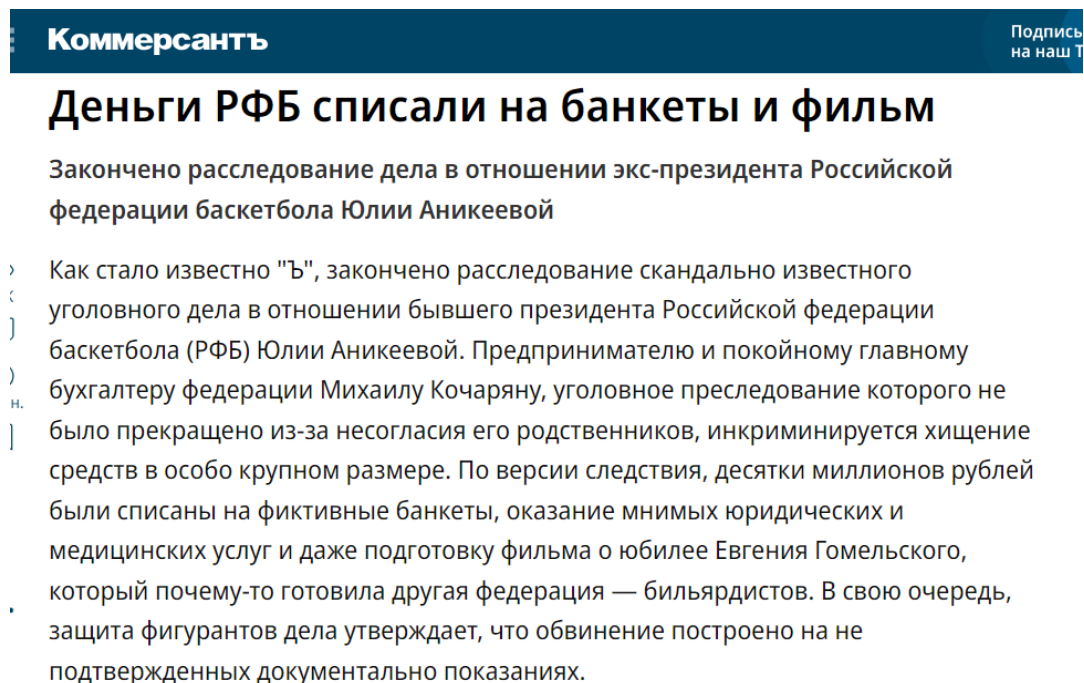 Коммерсантъ
Подпись
на наш Т
Деньги РФБ списали на банкеты и фильм
Закончено расследование дела в отношении экс-президента Российской
федерации баскетбола Юлии Аникеевой
Как стало известно "Ъ", закончено расследование скандально известного
уголовного дела в отношении бывшего президента Российской федерации
баскетбола (РФБ) Юлии Аникеевой. Предпринимателю и покойному главному
бухгалтеру федерации Михаилу Кочаряну, уголовное преследование которого не
н.
было прекращено из-за несогласия его родственников, инкриминируется хищение
средств в особо крупном размере. По версии следствия, десятки миллионов рублей
были списаны на фиктивные банкеты, оказание мнимых юридических и
медицинских услуг и даже подготовку фильма о юбилее Евгения Гомельского,
который почему-то готовила другая федерация — бильярдистов. В свою очередь,
защита фигурантов дела утверждает, что обвинение построено на не
подтвержденных документально показаниях.